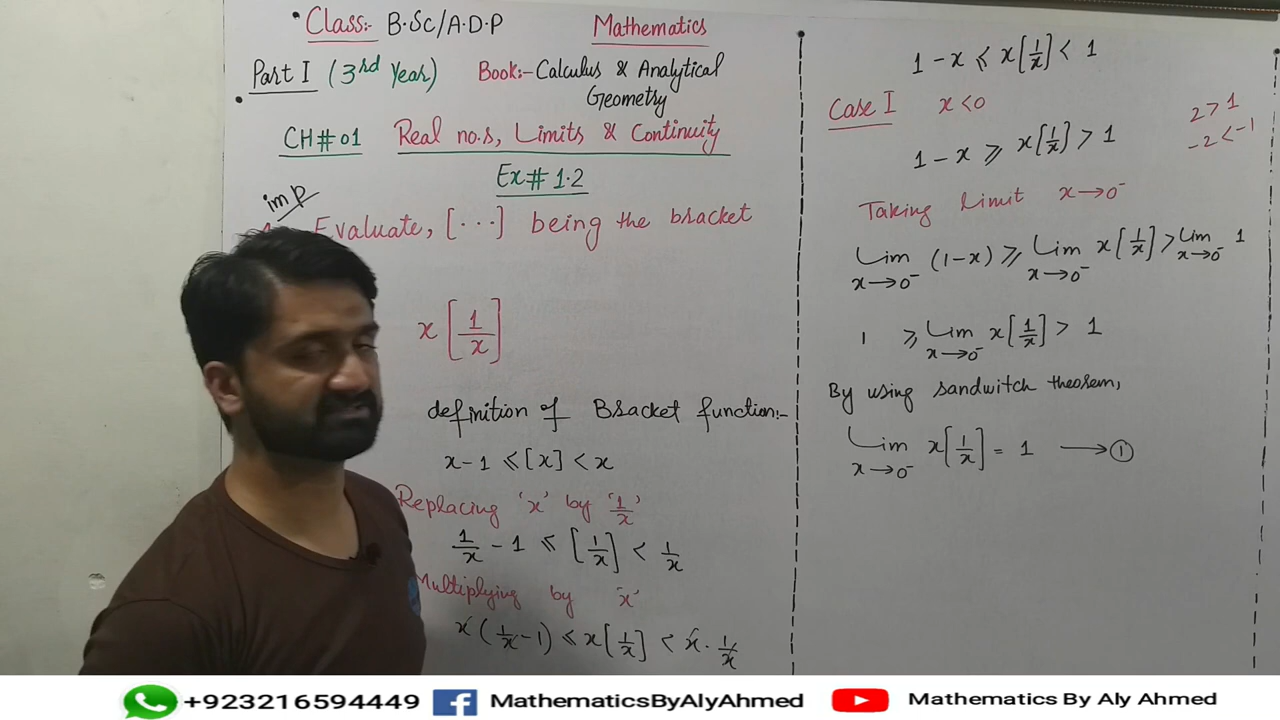 Class:- B.Sc/A.D.P Mathematics
Part I (3rd Year) Book:- Calculus & Analytical
Geometry
CH# 01 Real no.s, Limits & Continuity
Ex# 1.2
imp
Evaluate, [...] being the bracket
x[1/x]
definition of Bracket function:-
x-1 ≤ [x] < x
Replacing 'x' by '1/x'
1/x - 1 ≤ [1/x] < 1/x
Multiplying by 'x'
x(1/x - 1) ≤ x[1/x] < x · 1/x
1-x ≤ x[1/x] < 1
Case I x<0
2>1
-2<-1
1-x ≥ x[1/x] > 1
Taking limit x→0⁻
Lim x→0⁻ (1-x) ≥ Lim x→0⁻ x[1/x] > Lim x→0⁻ 1
1 ≥ Lim x→0⁻ x[1/x] > 1
By using sandwitch theorem,
Lim x→0⁻ x[1/x] = 1 → ①
+923216594449 MathematicsByAlyAhmed Mathematics By Aly Ahmed